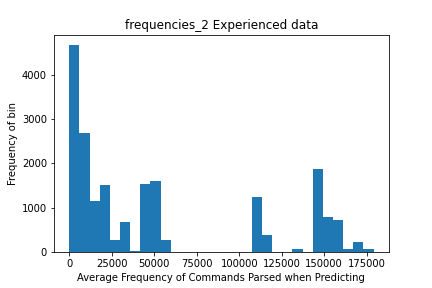 frequencies_2 Experienced data
Frequency of bin
4000
3000
2000
1000
0
0 25000 50000 75000 100000 125000 150000 175000
Average Frequency of Commands Parsed when Predicting